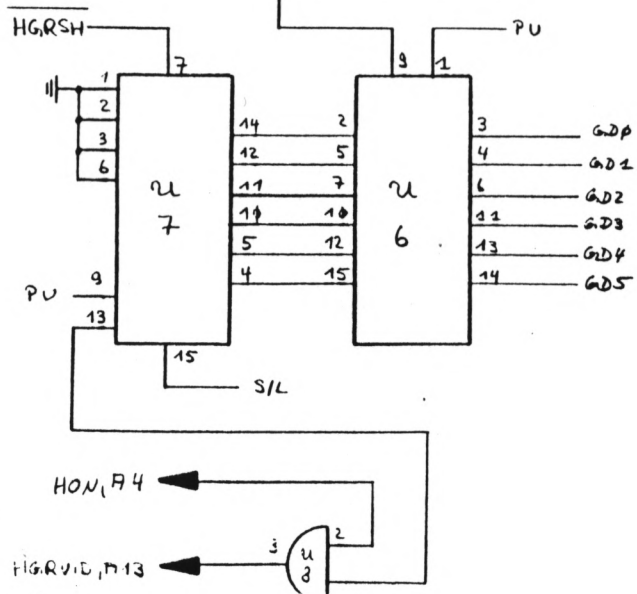 HGRSH
PU
7
9 1
1
2
3
6
14 2
12 5
11 7
10 10
5 12
4 15
3 GD0
4 GD1
6 GD2
11 GD3
13 GD4
14 GD5
U
7
U
6
PU 9
13
15
S/L
HON, A4
2
3
U
8
HGRVID, A13